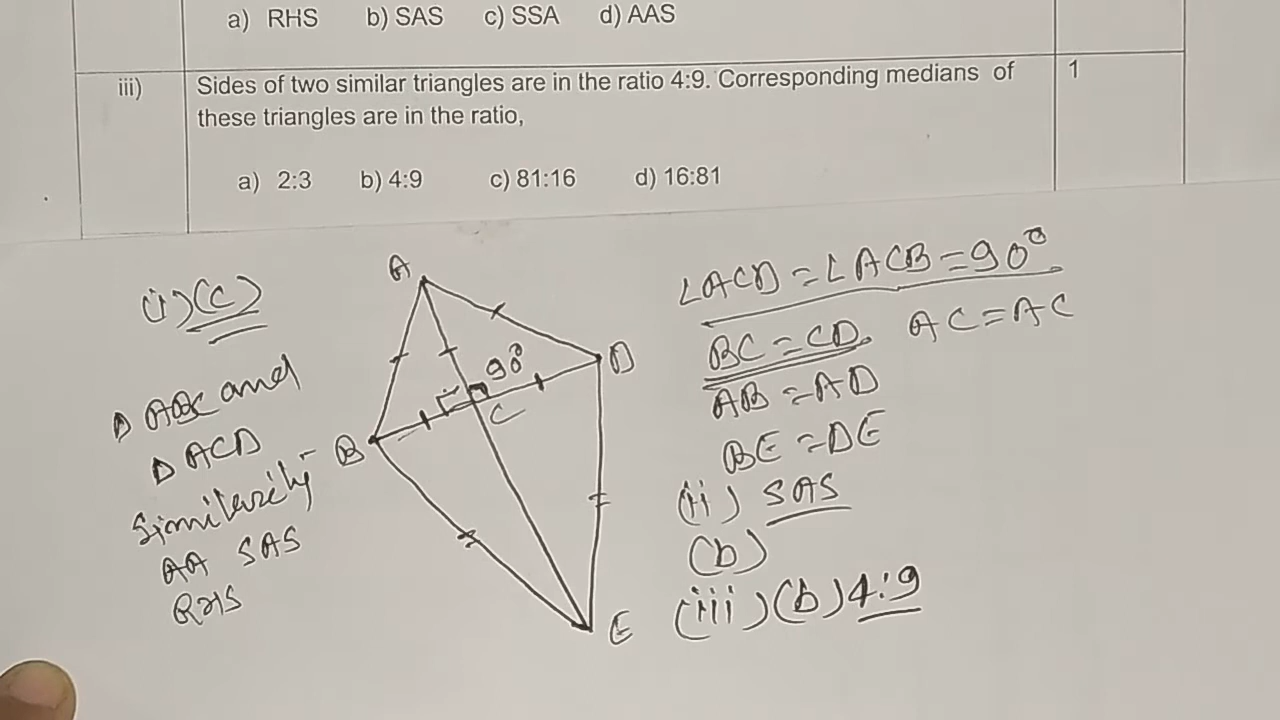 a) RHS b) SAS c) SSA d) AAS
iii) Sides of two similar triangles are in the ratio 4:9. Corresponding medians of 1
these triangles are in the ratio,
a) 2:3 b) 4:9 c) 81:16 d) 16:81
(i)(c)
Δ ABC and
Δ ACD
Similarity-
AA SAS
RHS
A
90°
D
C
B
E
∠ACD = ∠ACB = 90°
BC = CD. AC = AC
AB = AD
BE = DE
(ii) SAS
(b)
(iii)(b) 4:9